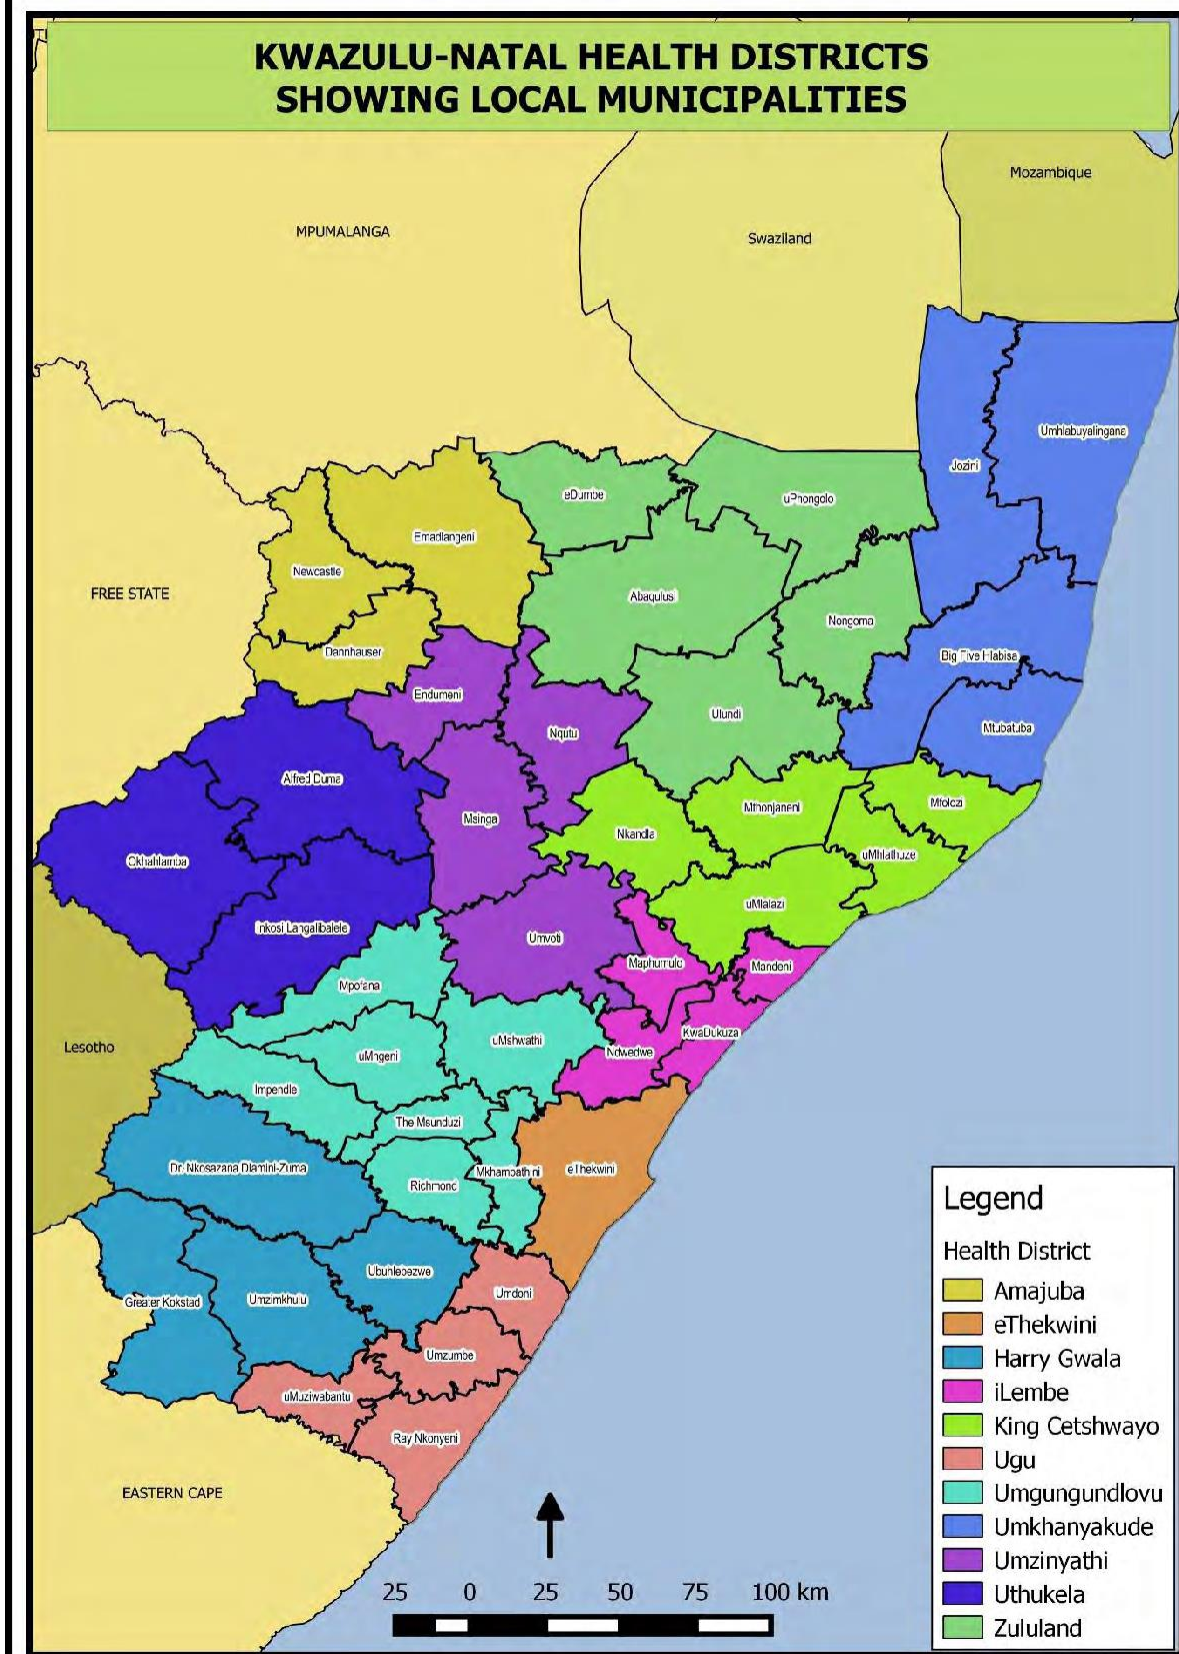 KWAZULU-NATAL HEALTH DISTRICTS
SHOWING LOCAL MUNICIPALITIES
Mozambique
MPUMALANGA
Swaziland
Umhlabuyalingana
Jozini
eDumbe
uPhongolo
Emadlangeni
Newcastle
FREE STATE
Abaqulus
Nongoma
Dannhauser
Big Five Hlabisa
Endumeni
Ulundi
Mtubatuba
Nqutu
Alfred Duma
Mthonjaneni
Mfolozi
Msinga
Nkandla
uMhlathuze
Okhahlamba
uMlalazi
Inkosi Langalibalele
Umvoti
Maphumulo
Mandeni
Mpofana
KwaDukuza
uMshwathi
Lesotho
uMngeni
Ndwedwe
Impendle
The Msunduzi
Dr. Nkosazana Dlamini-Zuma
Mkhambathini
eThekwini
Richmond
Ubuhlebezwe
Umdoni
Greater Kokstad
Umzimkhulu
Umzumbe
uMuziwabantu
Ray Nkonyeni
EASTERN CAPE
25 0 25 50 75 100 km
Legend
Health District
Amajuba
eThekwini
Harry Gwala
iLembe
King Cetshwayo
Ugu
Umgungundlovu
Umkhanyakude
Umzinyathi
Uthukela
Zululand